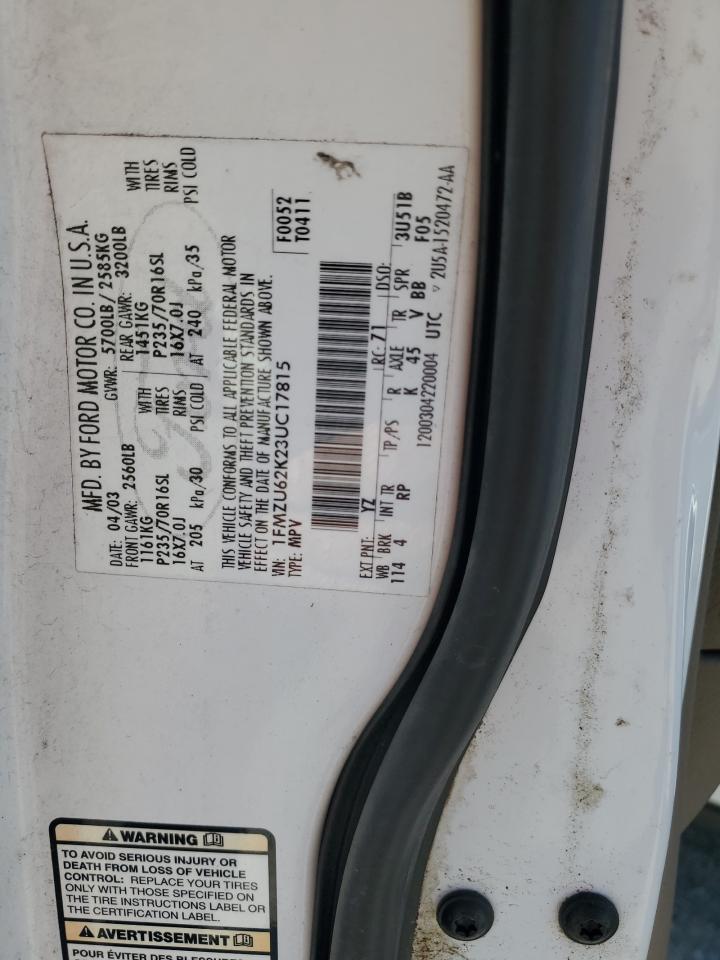 MFD. BY FORD MOTOR CO. IN U.S.A.
DATE: 04/03 GVWR: 5700LB/ 2585KG
FRONT GAWR: 2560LB REAR GAWR: 3200LB
1161KG WITH 1451KG WITH
P235/70R16SL TIRES P235/70R16SL TIRES
16X7.0J RIMS 16X7.0J RIMS
AT 205 kPa/30 PSI COLD AT 240 kPa/35 PSI COLD
THIS VEHICLE CONFORMS TO ALL APPLICABLE FEDERAL MOTOR
VEHICLE SAFETY AND THEFT PREVENTION STANDARDS IN
EFFECT ON THE DATE OF MANUFACTURE SHOWN ABOVE.
VIN: 1FMZU62K23UC17815 F0052
TYPE: MPV T0411
EXT PNT: YZ RC: 71 DSO:
WB BRK INT TR TP/PS R AXLE TR SPR 3U51B
114 4 RP K 45 V BB F05
1200304220004 UTC 2U5A-1520472-AA
WARNING
TO AVOID SERIOUS INJURY OR
DEATH FROM LOSS OF VEHICLE
CONTROL: REPLACE YOUR TIRES
ONLY WITH THOSE SPECIFIED ON
THE TIRE INSTRUCTIONS LABEL OR
THE CERTIFICATION LABEL.
AVERTISSEMENT
POUR ÉVITER DES BLESSURES